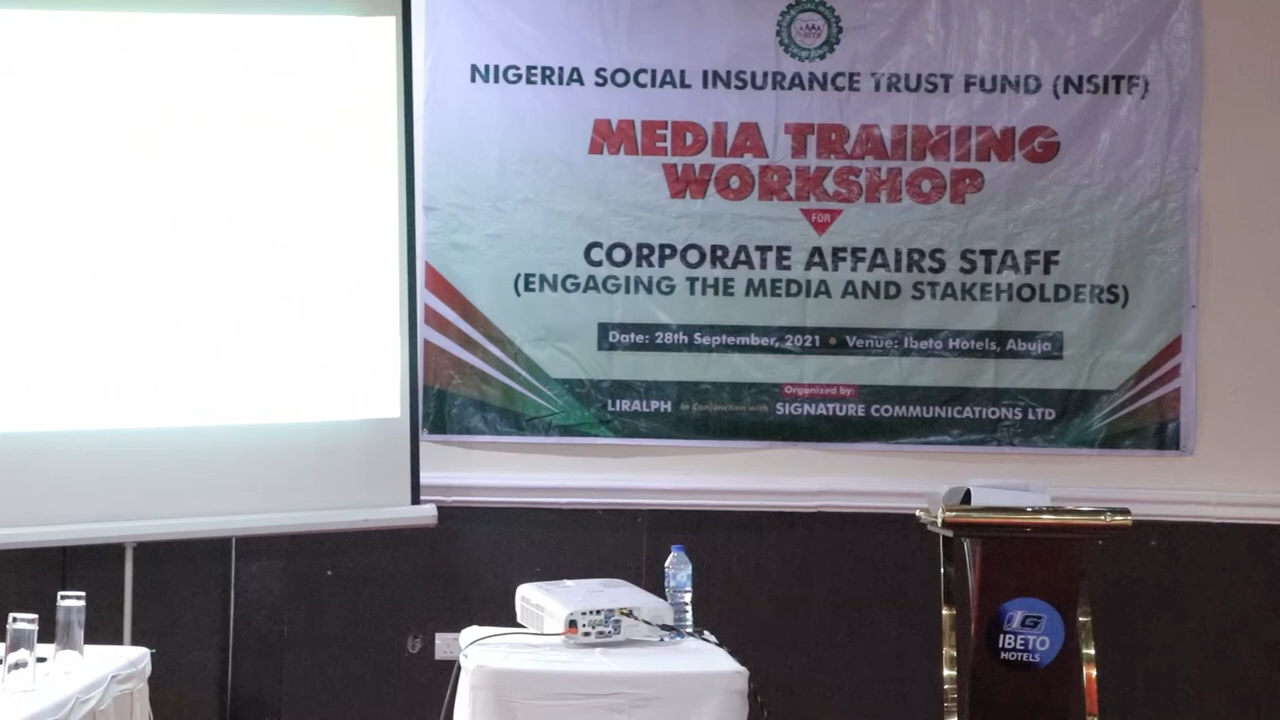 NIGERIA SOCIAL INSURANCE TRUST FUND (NSITF)
MEDIA TRAINING
WORKSHOP
FOR
CORPORATE AFFAIRS STAFF
(ENGAGING THE MEDIA AND STAKEHOLDERS)
Date: 28th September, 2021 • Venue: Ibeto Hotels, Abuja
Organized by:
LIRALPH In Conjunction with SIGNATURE COMMUNICATIONS LTD
IG
IBETO
HOTELS